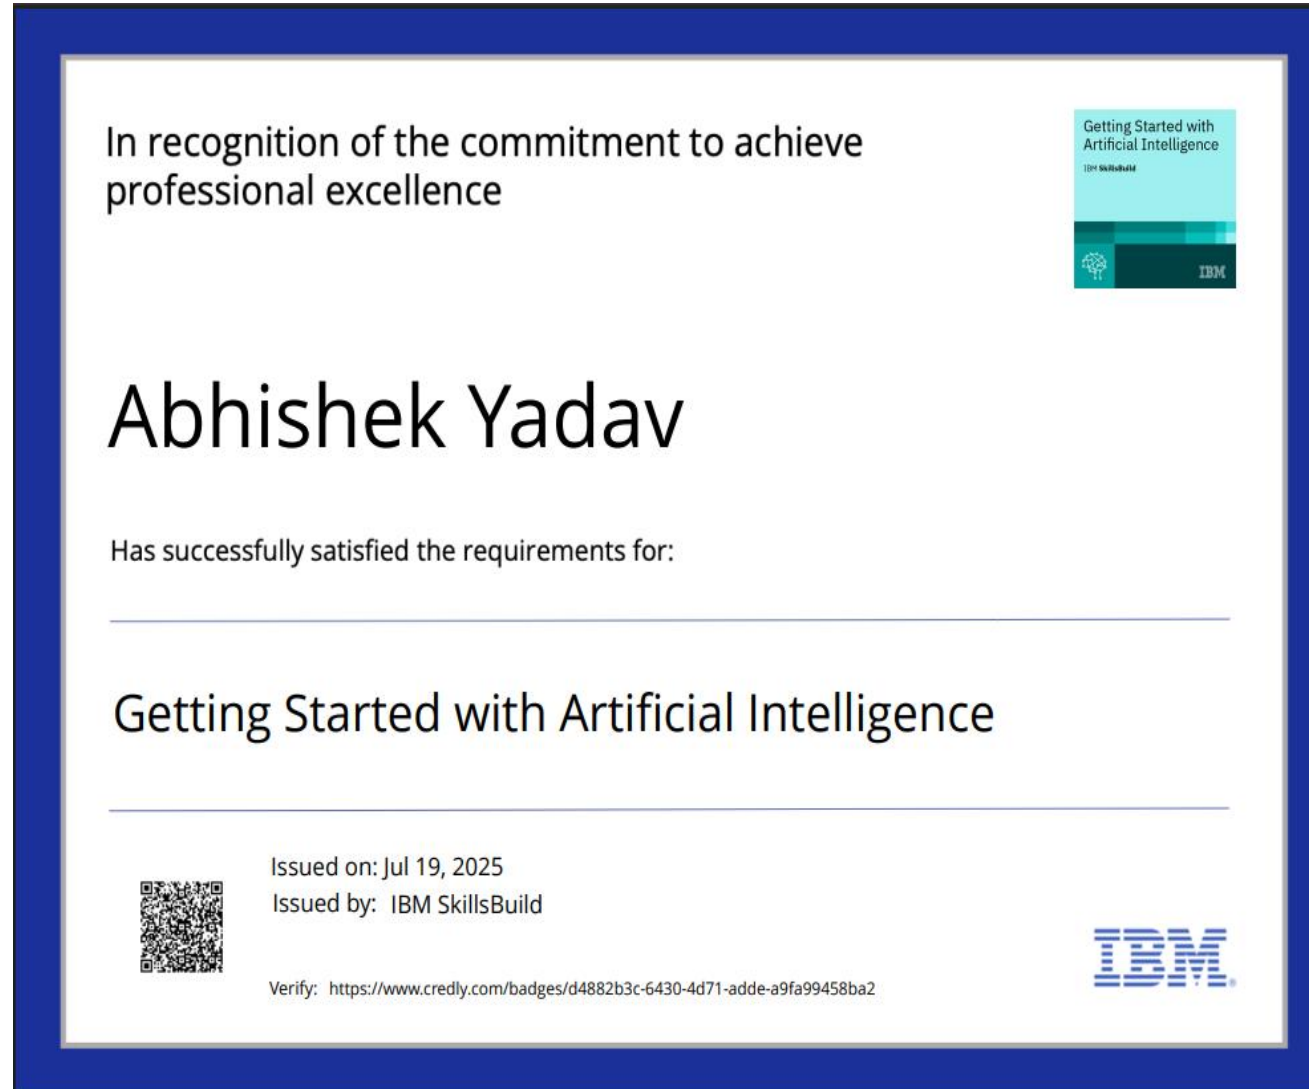 In recognition of the commitment to achieve
professional excellence
Getting Started with
Artificial Intelligence
IBM SkillsBuild
IBM
Abhishek Yadav
Has successfully satisfied the requirements for:
Getting Started with Artificial Intelligence
Issued on: Jul 19, 2025
Issued by: IBM SkillsBuild
Verify: https://www.credly.com/badges/d4882b3c-6430-4d71-adde-a9fa99458ba2
IBM.